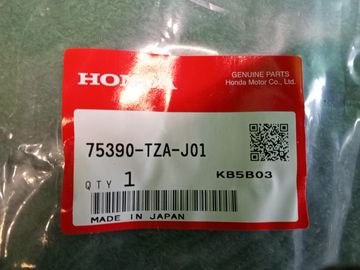 HONDA
GENUINE PARTS
Honda Motor Co., Ltd.
75390-TZA-J01
QTY 1 KB5B03
MADE IN JAPAN